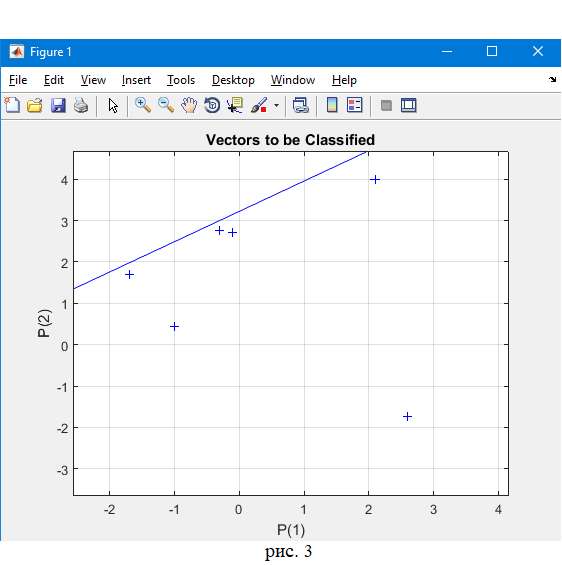 Figure 1
File Edit View Insert Tools Desktop Window Help
Vectors to be Classified
P(2)
4
3
2
1
0
-1
-2
-3
-2 -1 0 1 2 3 4
P(1)
рис. 3